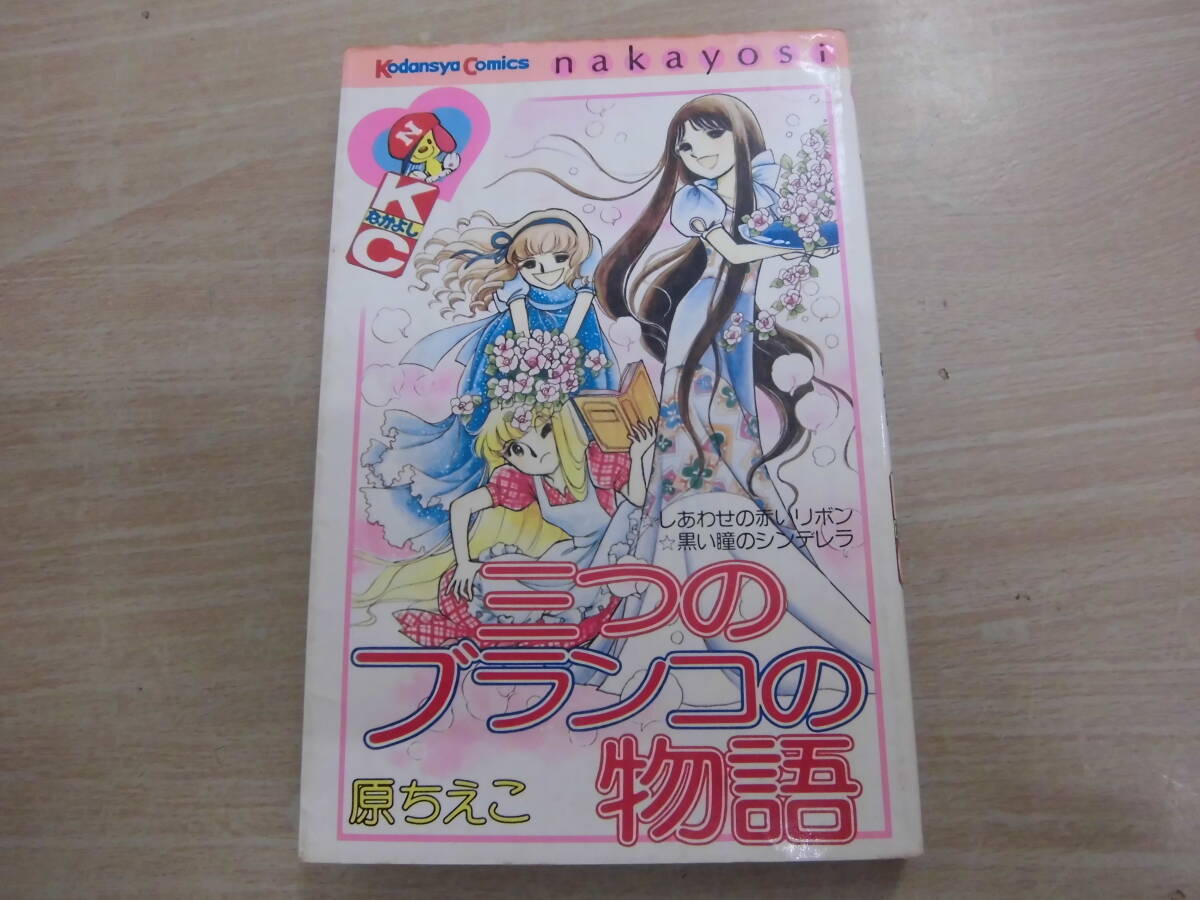 Kodansya Comics nakayosi
N
K
なかよし
C
しあわせの赤いリボン
☆黒い瞳のシンデレラ
三つの
ブランコの
物語
原ちえこ